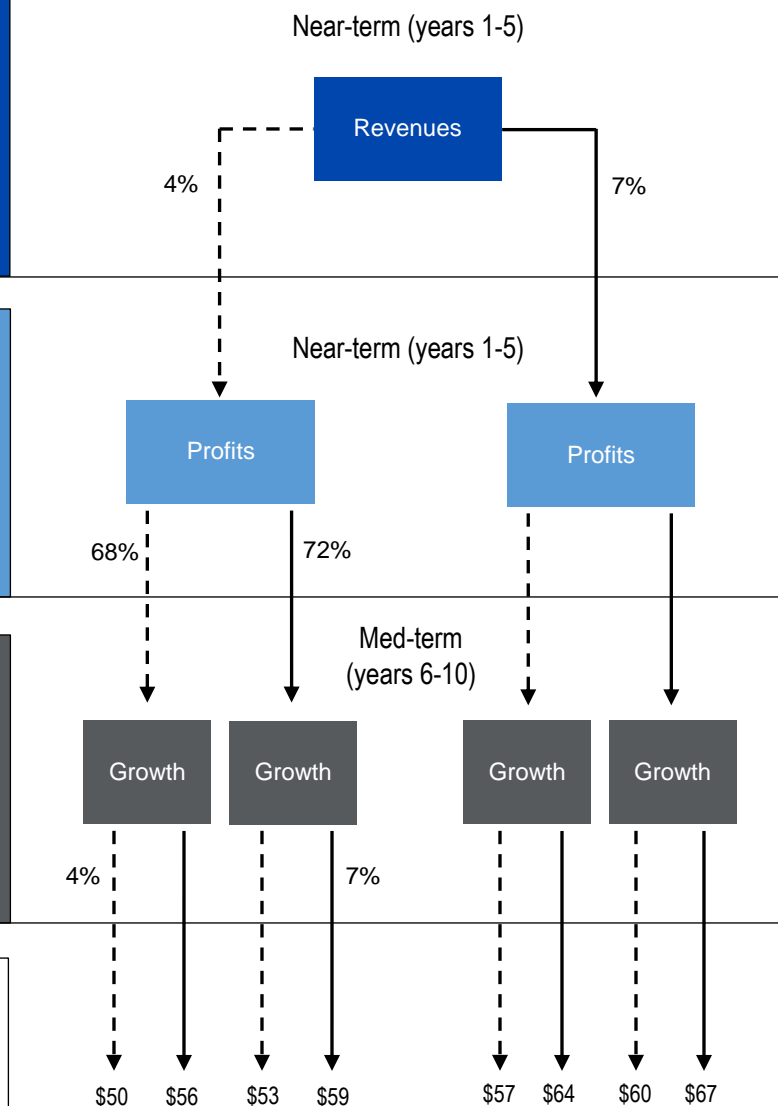 Near-term (years 1-5)
Revenues
4%
7%
Near-term (years 1-5)
Profits
Profits
68%
72%
Med-term
(years 6-10)
Growth
Growth
Growth
Growth
4%
7%
$50
$56
$53
$59
$57
$64
$60
$67